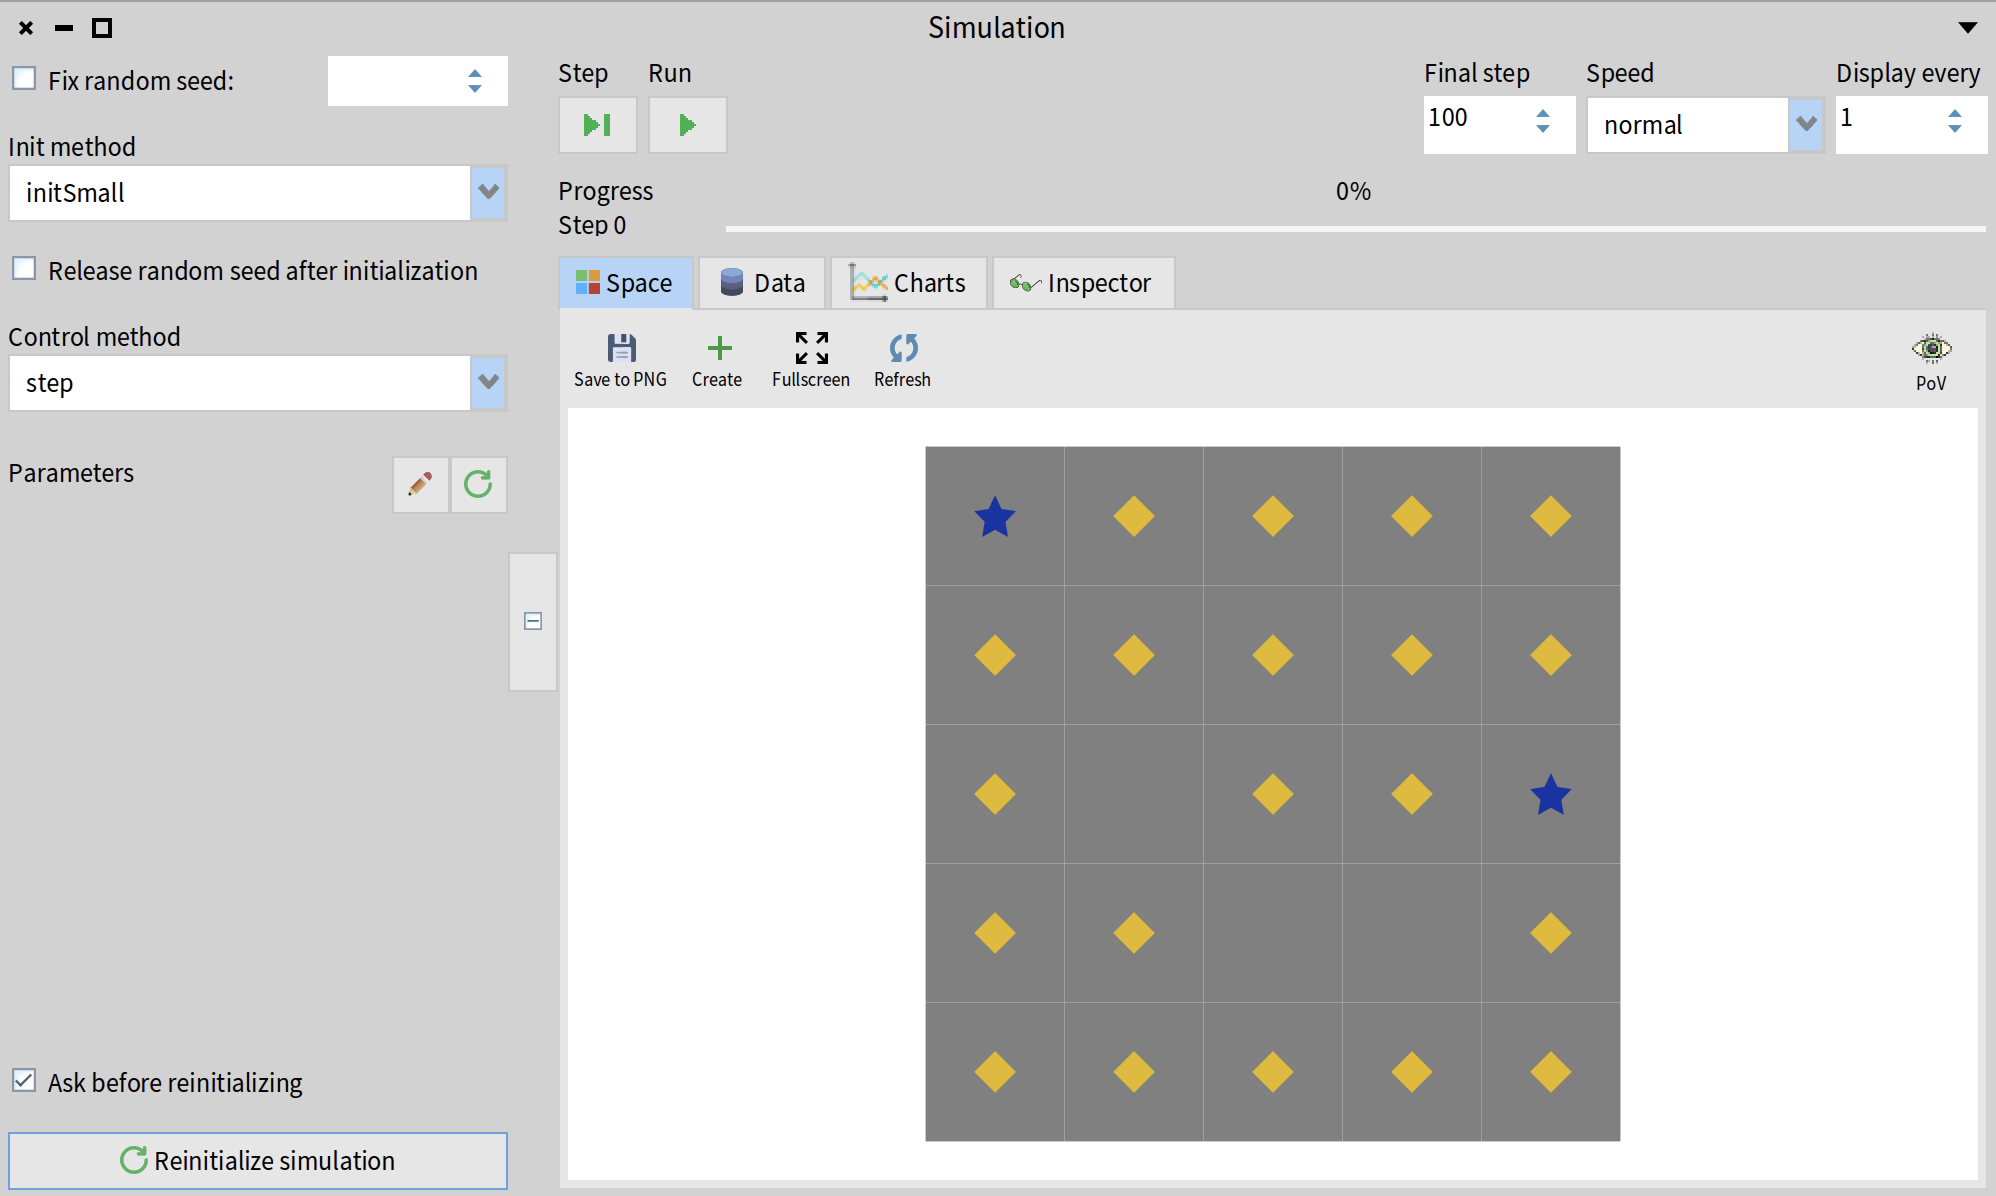 Simulation
Fix random seed:
Init method
initSmall
Release random seed after initialization
Control method
step
Parameters
Ask before reinitializing
Reinitialize simulation
Step Run
Final step Speed Display every
100 normal 1
Progress 0%
Step 0
Space Data Charts Inspector
Save to PNG Create Fullscreen Refresh PoV